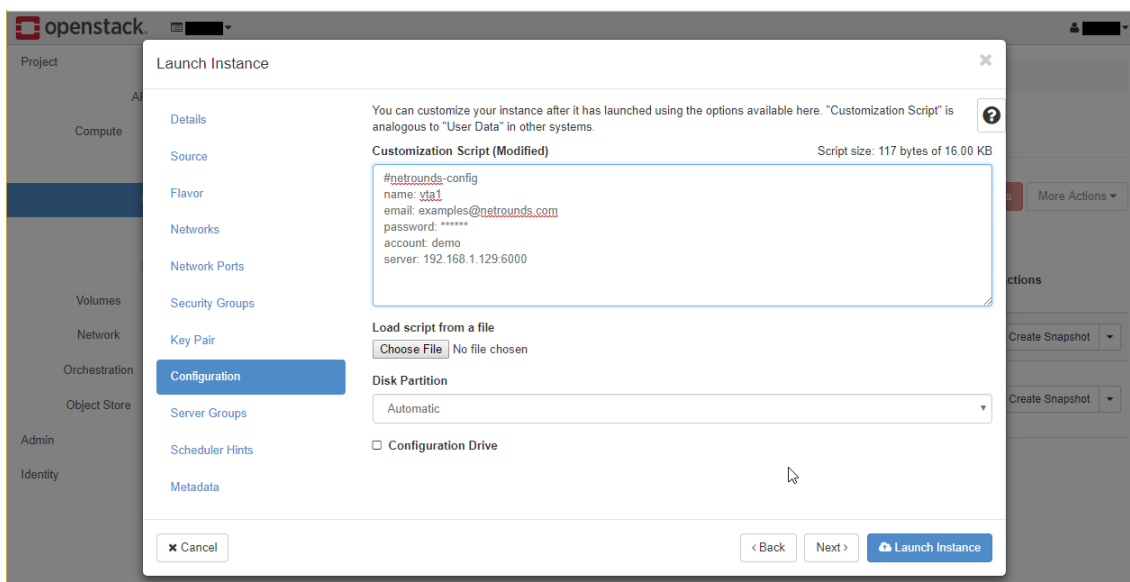 openstack.
Project
AP
Compute
Volumes
Network
Orchestration
Object Store
Admin
Identity
Launch Instance
Details
Source
Flavor
Networks
Network Ports
Security Groups
Key Pair
Configuration
Server Groups
Scheduler Hints
Metadata
You can customize your instance after it has launched using the options available here. "Customization Script" is
analogous to "User Data" in other systems.
Customization Script (Modified) Script size: 117 bytes of 16.00 KB
#netrounds-config
name: vta1
email: examples@netrounds.com
password: ******
account: demo
server: 192.168.1.129:6000
Load script from a file
Choose File No file chosen
Disk Partition
Automatic
Configuration Drive
Cancel
< Back
Next >
Launch Instance
s
More Actions
ctions
Create Snapshot
Create Snapshot